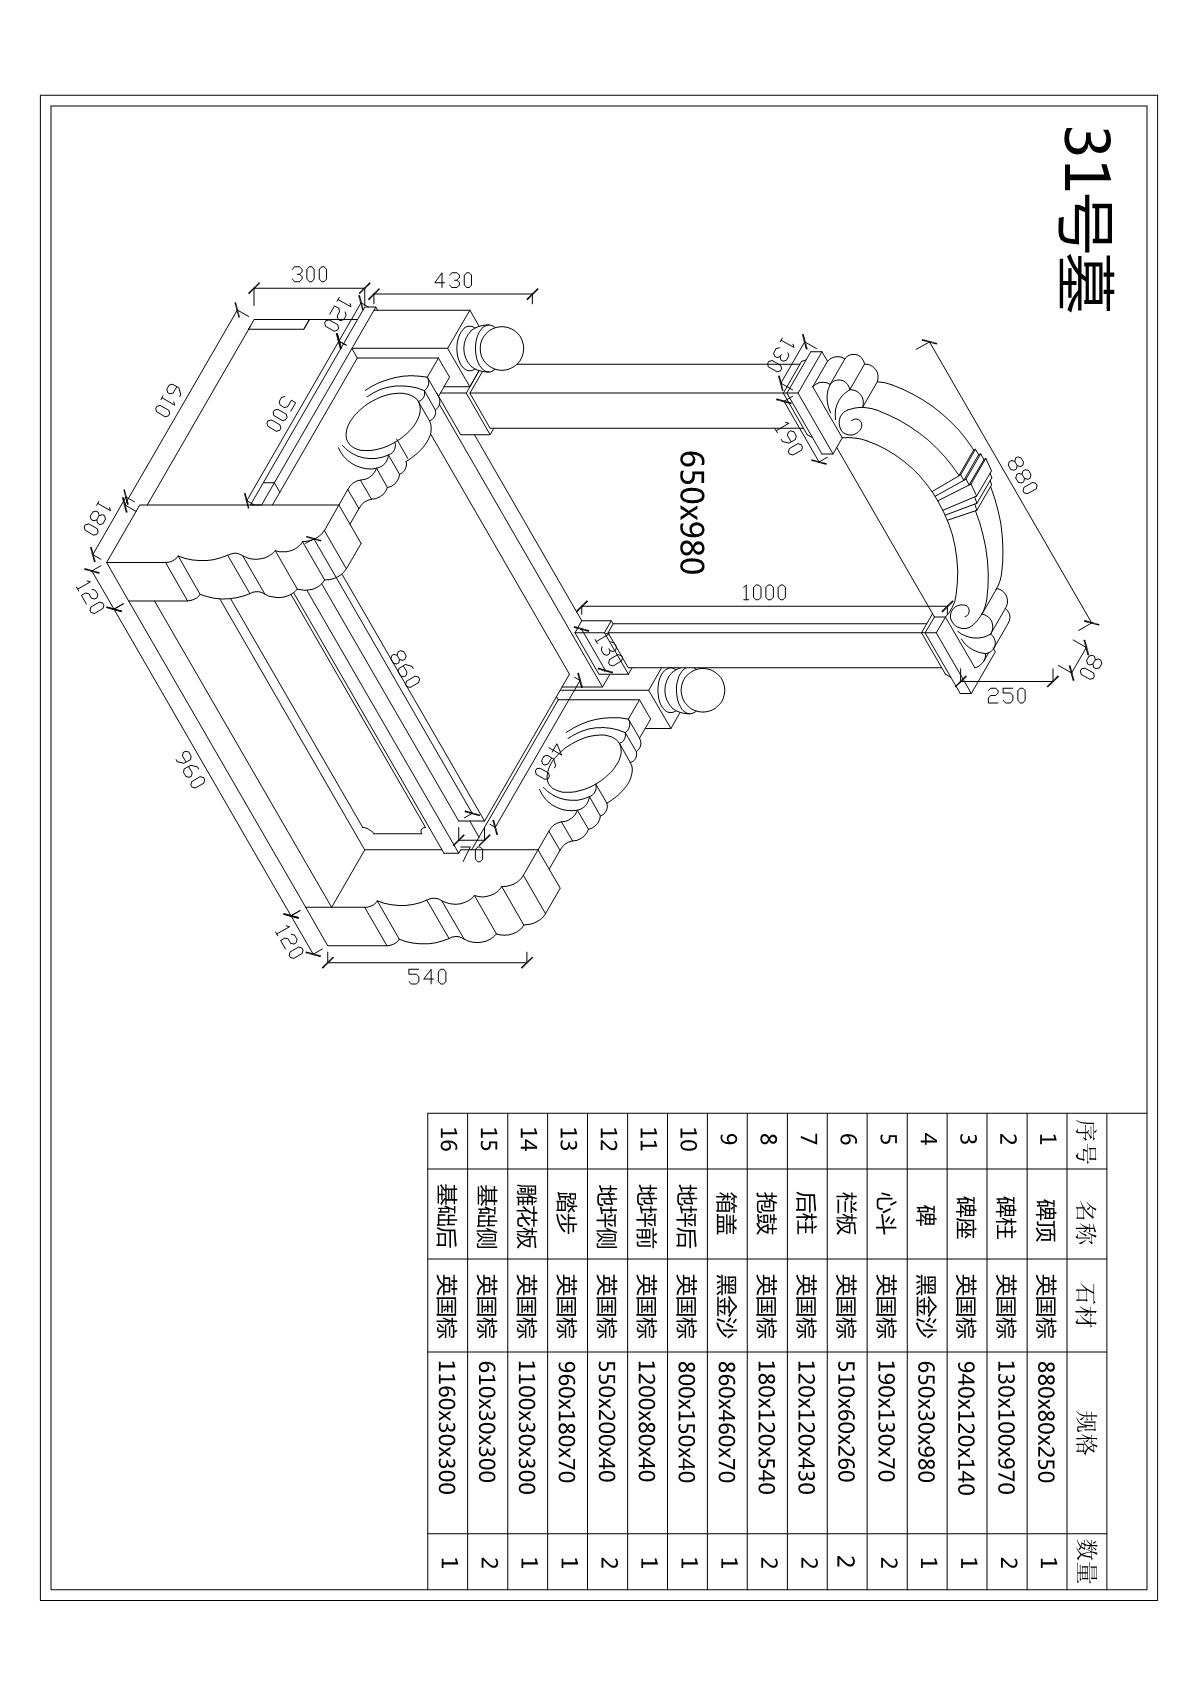 31号墓
880
80
250
130
190
650x980
1000
130
430
300
120
500
610
180
120
860
460
70
960
120
540
序号 名称 石材 规格 数量
1 碑顶 英国棕 880x80x250 1
2 碑柱 英国棕 130x100x970 2
3 碑座 英国棕 940x120x140 1
4 碑 黑金沙 650x30x980 1
5 心斗 英国棕 190x130x70 2
6 栏板 英国棕 510x60x260 2
7 后柱 英国棕 120x120x430 2
8 抱鼓 英国棕 180x120x540 2
9 箱盖 黑金沙 860x460x70 1
10 地坪后 英国棕 800x150x40 1
11 地坪前 英国棕 1200x80x40 1
12 地坪侧 英国棕 550x200x40 2
13 踏步 英国棕 960x180x70 1
14 雕花板 英国棕 1100x30x300 1
15 基础侧 英国棕 610x30x300 2
16 基础后 英国棕 1160x30x300 1